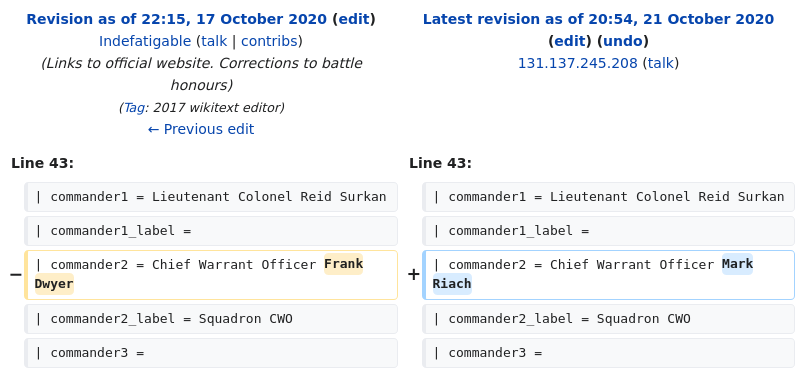 Revision as of 22:15, 17 October 2020 (edit)
Indefatigable (talk | contribs)
(Links to official website. Corrections to battle
honours)
(Tag: 2017 wikitext editor)
← Previous edit
Latest revision as of 20:54, 21 October 2020
(edit) (undo)
131.137.245.208 (talk)
Line 43:
| commander1 = Lieutenant Colonel Reid Surkan
| commander1_label =
− | commander2 = Chief Warrant Officer Frank
Dwyer
| commander2_label = Squadron CWO
| commander3 =
Line 43:
| commander1 = Lieutenant Colonel Reid Surkan
| commander1_label =
+ | commander2 = Chief Warrant Officer Mark
Riach
| commander2_label = Squadron CWO
| commander3 =